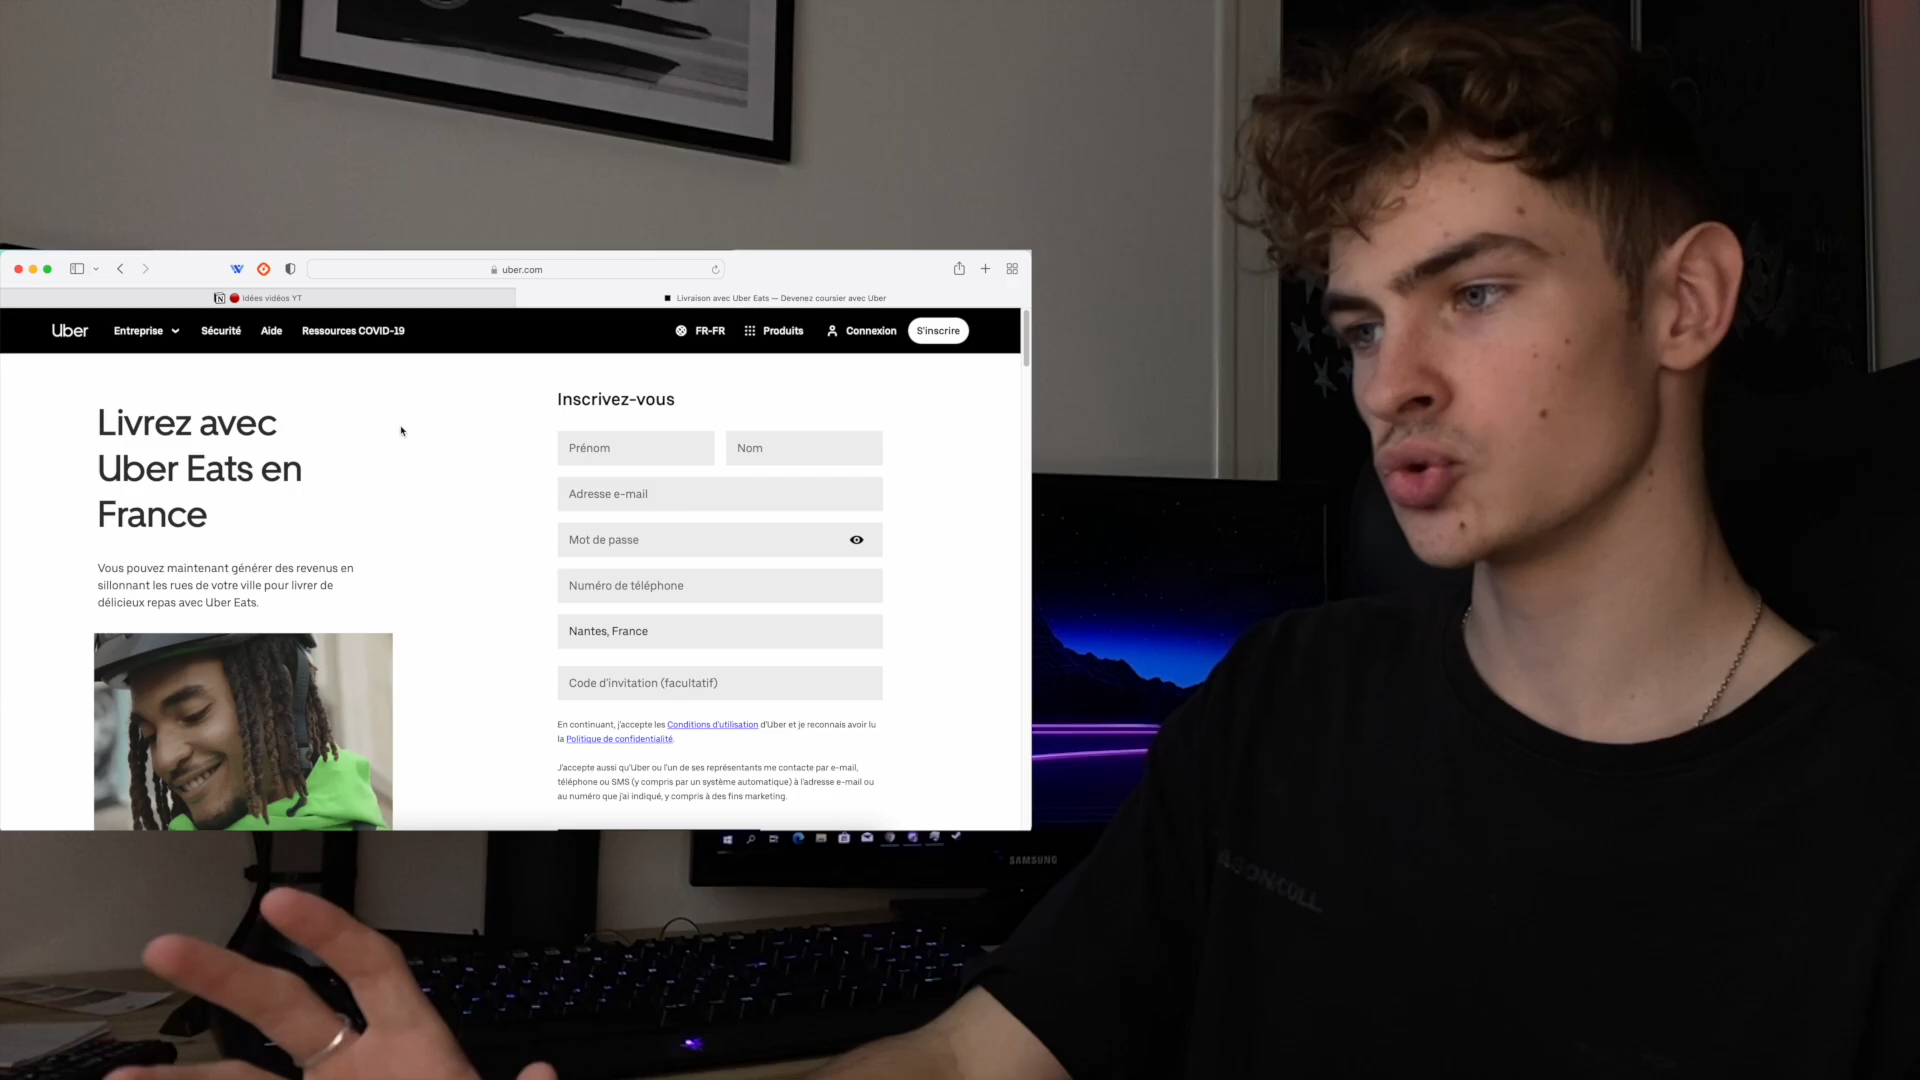 uber.com
Idées vidéos YT
Livraison avec Uber Eats — Devenez coursier avec Uber
Uber Entreprise Sécurité Aide Ressources COVID-19 FR-FR Produits Connexion S'inscrire
Livrez avec
Uber Eats en
France
Vous pouvez maintenant générer des revenus en
sillonnant les rues de votre ville pour livrer de
délicieux repas avec Uber Eats.
Inscrivez-vous
Prénom Nom
Adresse e-mail
Mot de passe
Numéro de téléphone
Nantes, France
Code d'invitation (facultatif)
En continuant, j'accepte les Conditions d'utilisation d'Uber et je reconnais avoir lu
la Politique de confidentialité.
J'accepte aussi qu'Uber ou l'un de ses représentants me contacte par e-mail,
téléphone ou SMS (y compris par un système automatique) à l'adresse e-mail ou
au numéro que j'ai indiqué, y compris à des fins marketing.
SAMSUNG